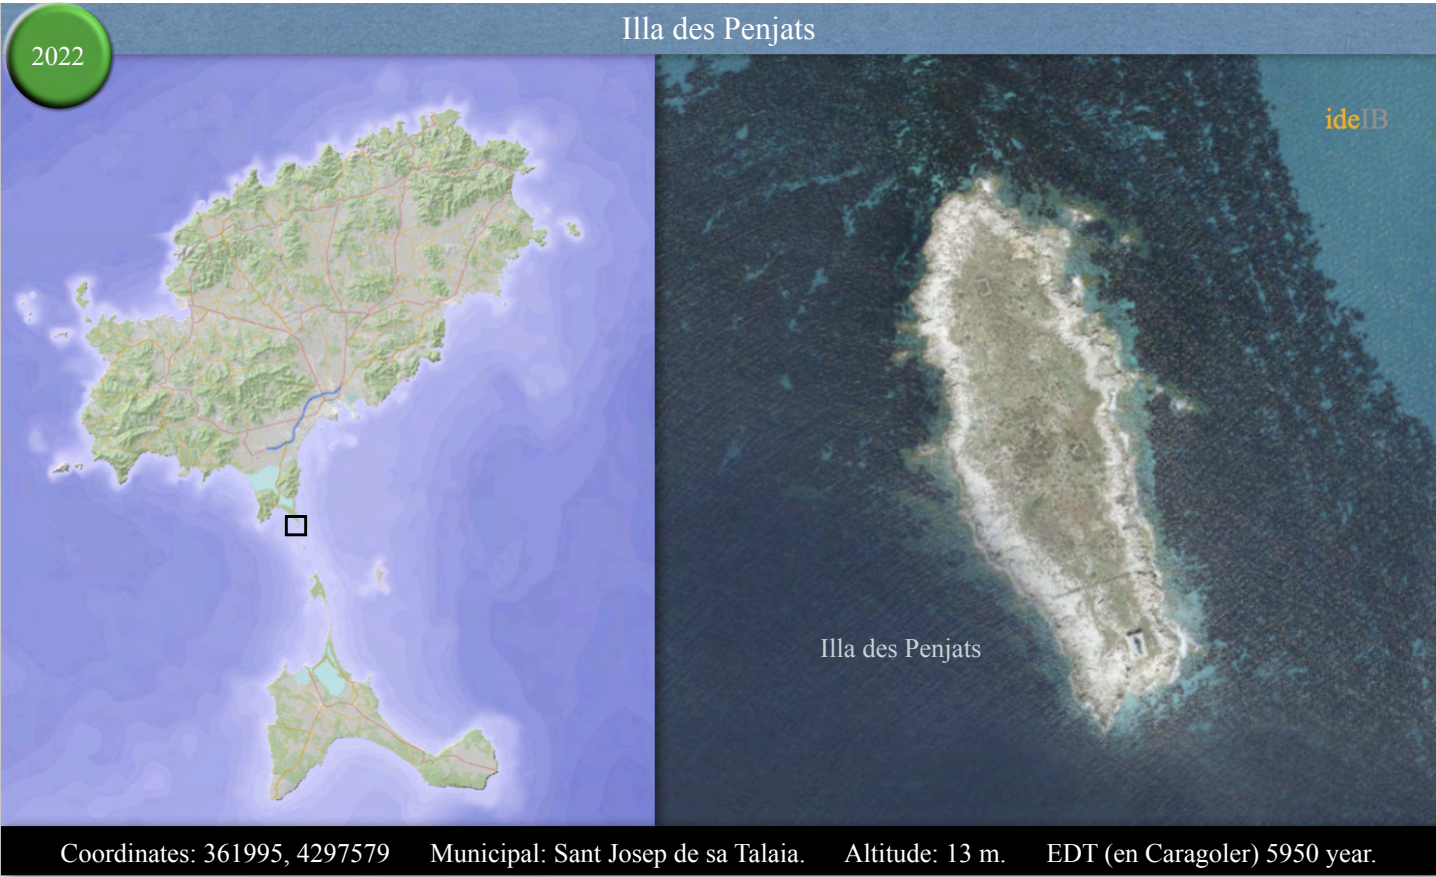 Illa des Penjats
2022
ideIB
Illa des Penjats
Coordinates: 361995, 4297579 Municipal: Sant Josep de sa Talaia. Altitude: 13 m. EDT (en Caragoler) 5950 year.